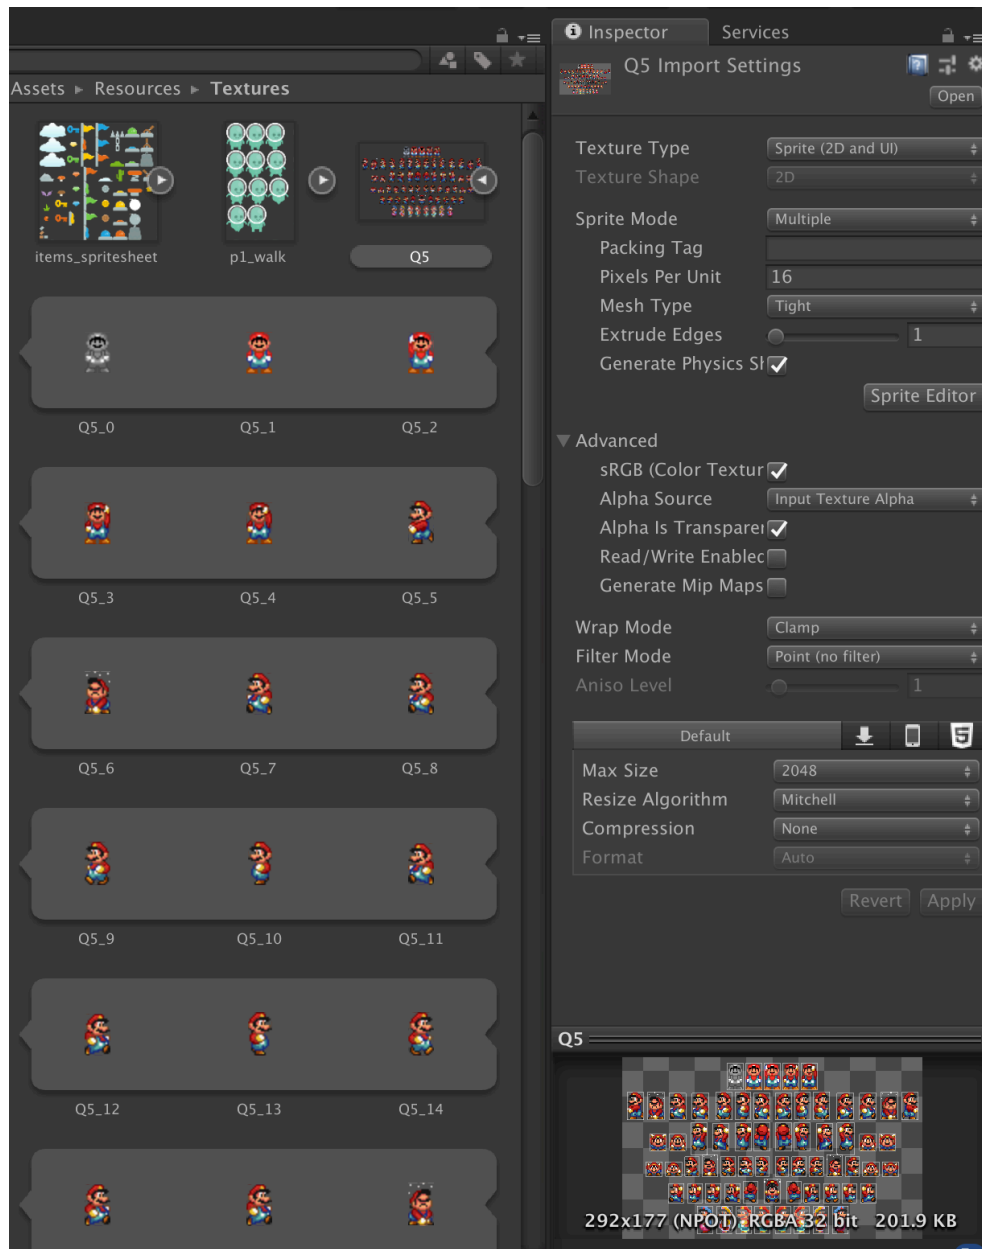 Assets ▸ Resources ▸ Textures
items_spritesheet
p1_walk
Q5
Q5_0
Q5_1
Q5_2
Q5_3
Q5_4
Q5_5
Q5_6
Q5_7
Q5_8
Q5_9
Q5_10
Q5_11
Q5_12
Q5_13
Q5_14
Inspector
Services
Q5 Import Settings
Open
Texture Type
Sprite (2D and UI)
Texture Shape
2D
Sprite Mode
Multiple
Packing Tag
Pixels Per Unit
16
Mesh Type
Tight
Extrude Edges
1
Generate Physics Sh
Sprite Editor
Advanced
sRGB (Color Textur
Alpha Source
Input Texture Alpha
Alpha Is Transparer
Read/Write Enablec
Generate Mip Maps
Wrap Mode
Clamp
Filter Mode
Point (no filter)
Aniso Level
1
Default
5
Max Size
2048
Resize Algorithm
Mitchell
Compression
None
Format
Auto
Revert
Apply
Q5
292x177 (NPOT) RGBA 32 bit 201.9 KB